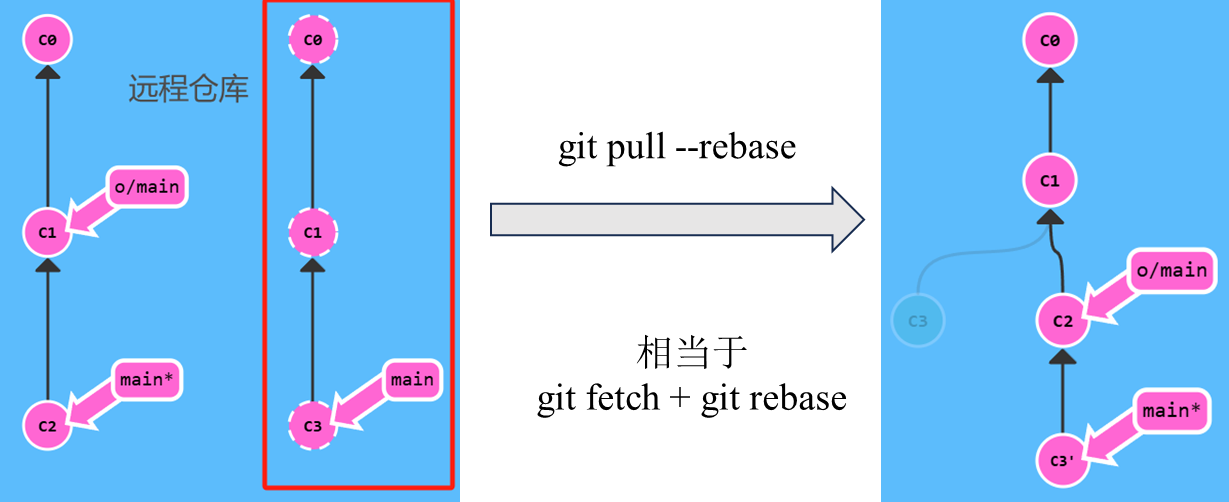 C0
远程仓库
o/main
C1
main*
C2
C0
C1
main
C3
git pull --rebase
相当于
git fetch + git rebase
C0
C1
o/main
C3
C2
main*
C3'